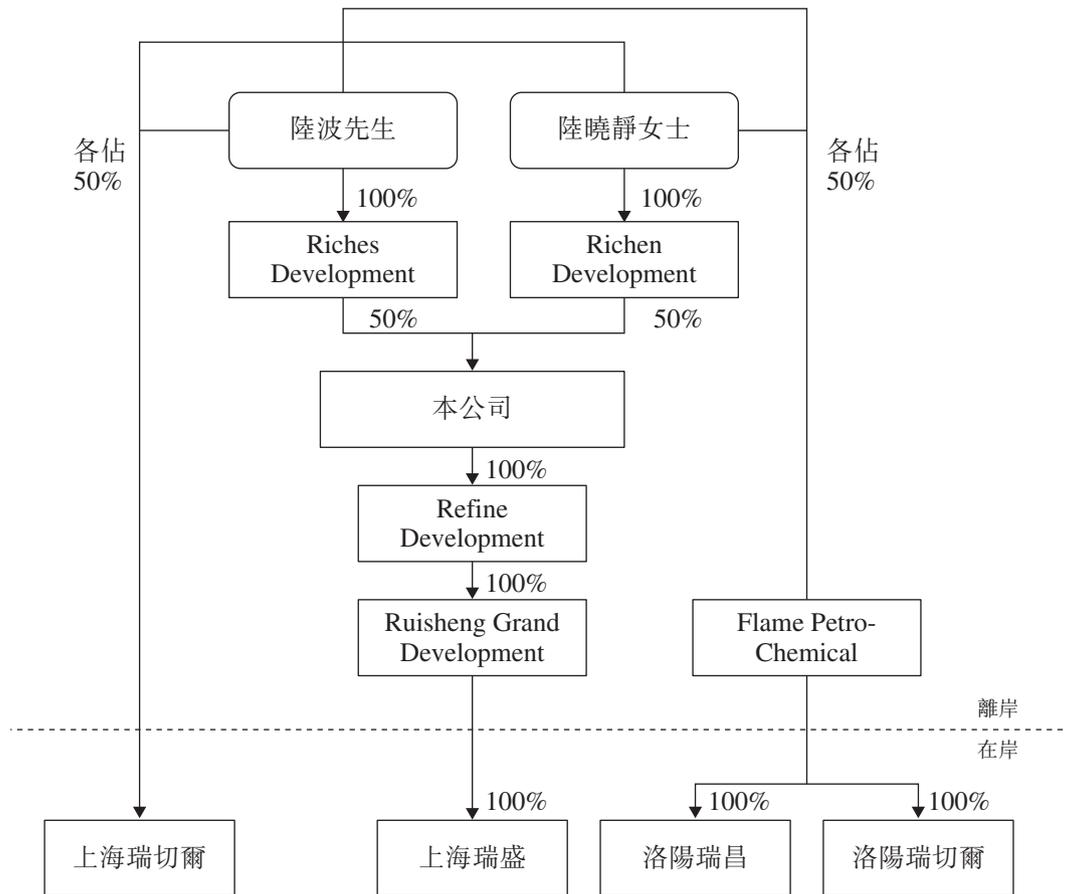 陸波先生
陸曉靜女士
各佔
50%
各佔
50%
100%
100%
Riches
Development
Richen
Development
50%
50%
本公司
100%
Refine
Development
100%
Ruisheng Grand
Development
Flame Petro-
Chemical
離岸
在岸
100%
100%
100%
上海瑞切爾
上海瑞盛
洛陽瑞昌
洛陽瑞切爾